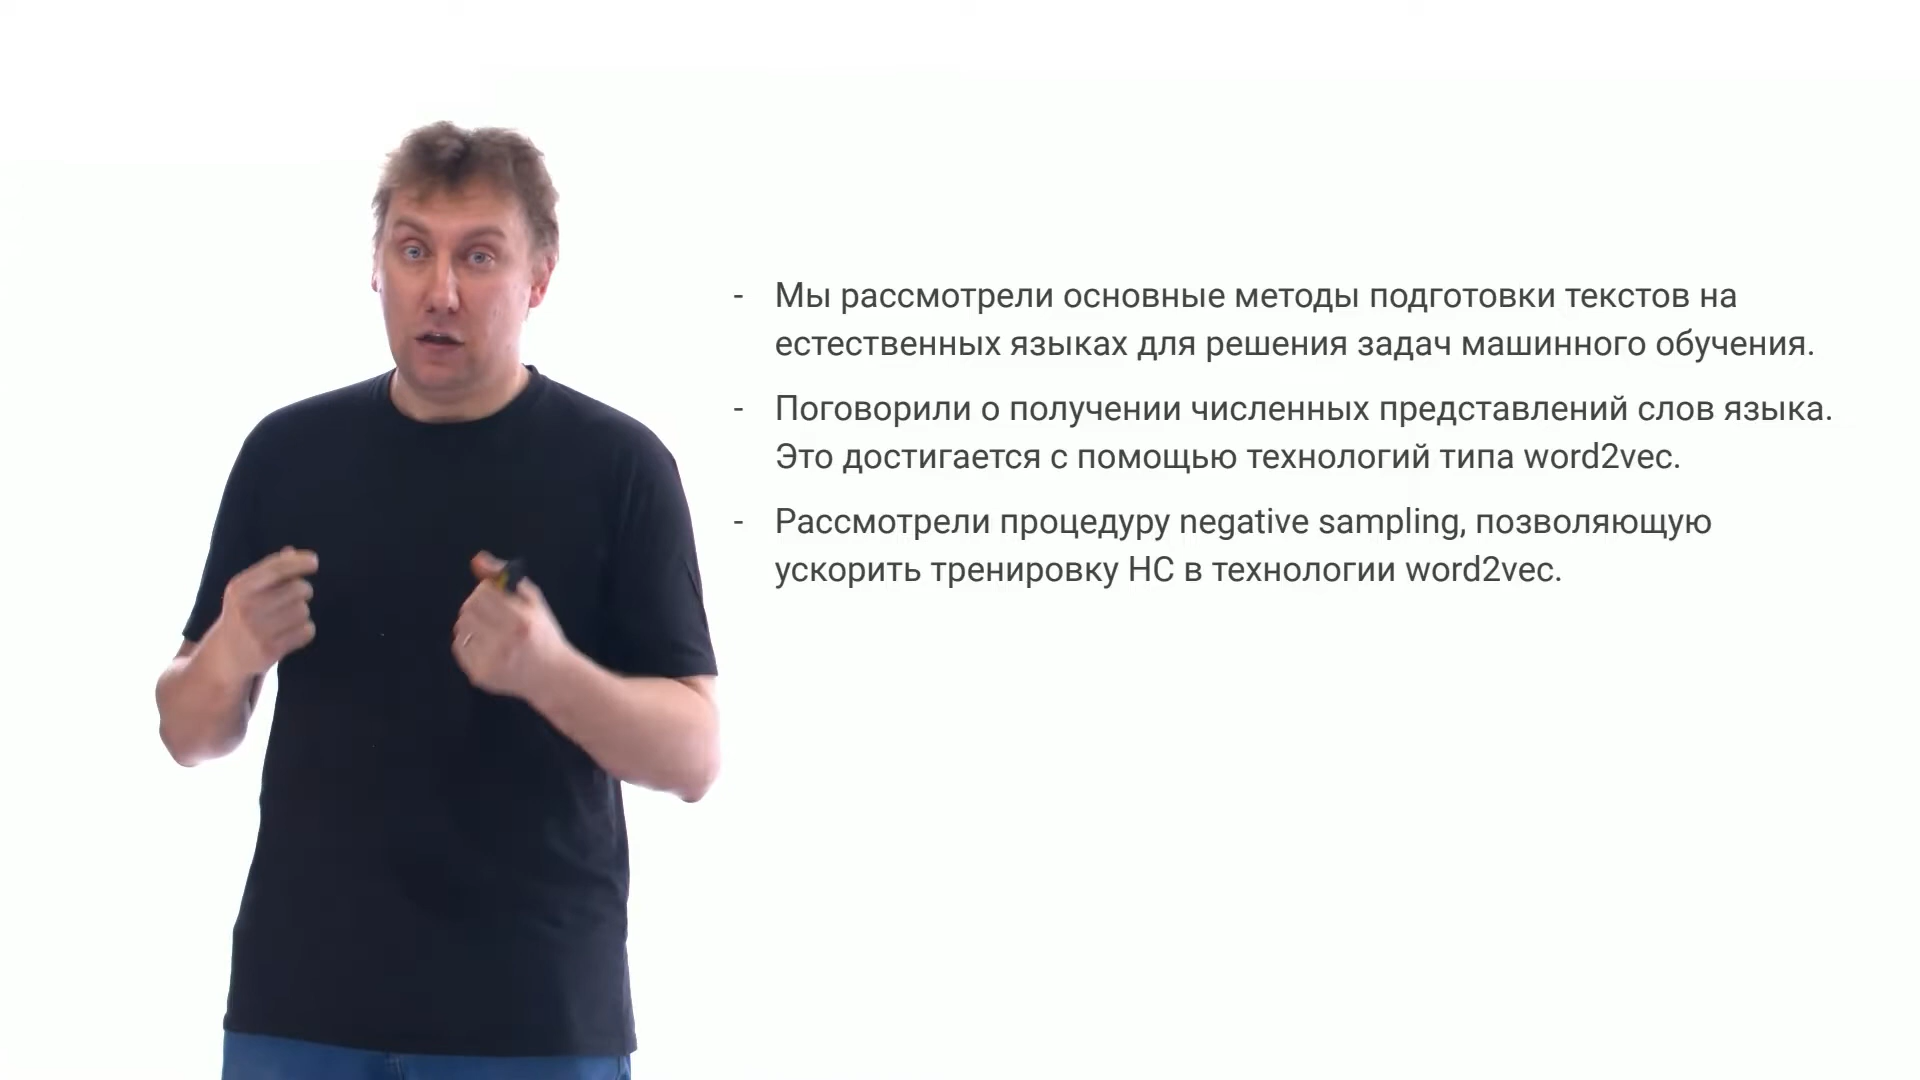 - Мы рассмотрели основные методы подготовки текстов на
естественных языках для решения задач машинного обучения.
- Поговорили о получении численных представлений слов языка.
Это достигается с помощью технологий типа word2vec.
- Рассмотрели процедуру negative sampling, позволяющую
ускорить тренировку НС в технологии word2vec.